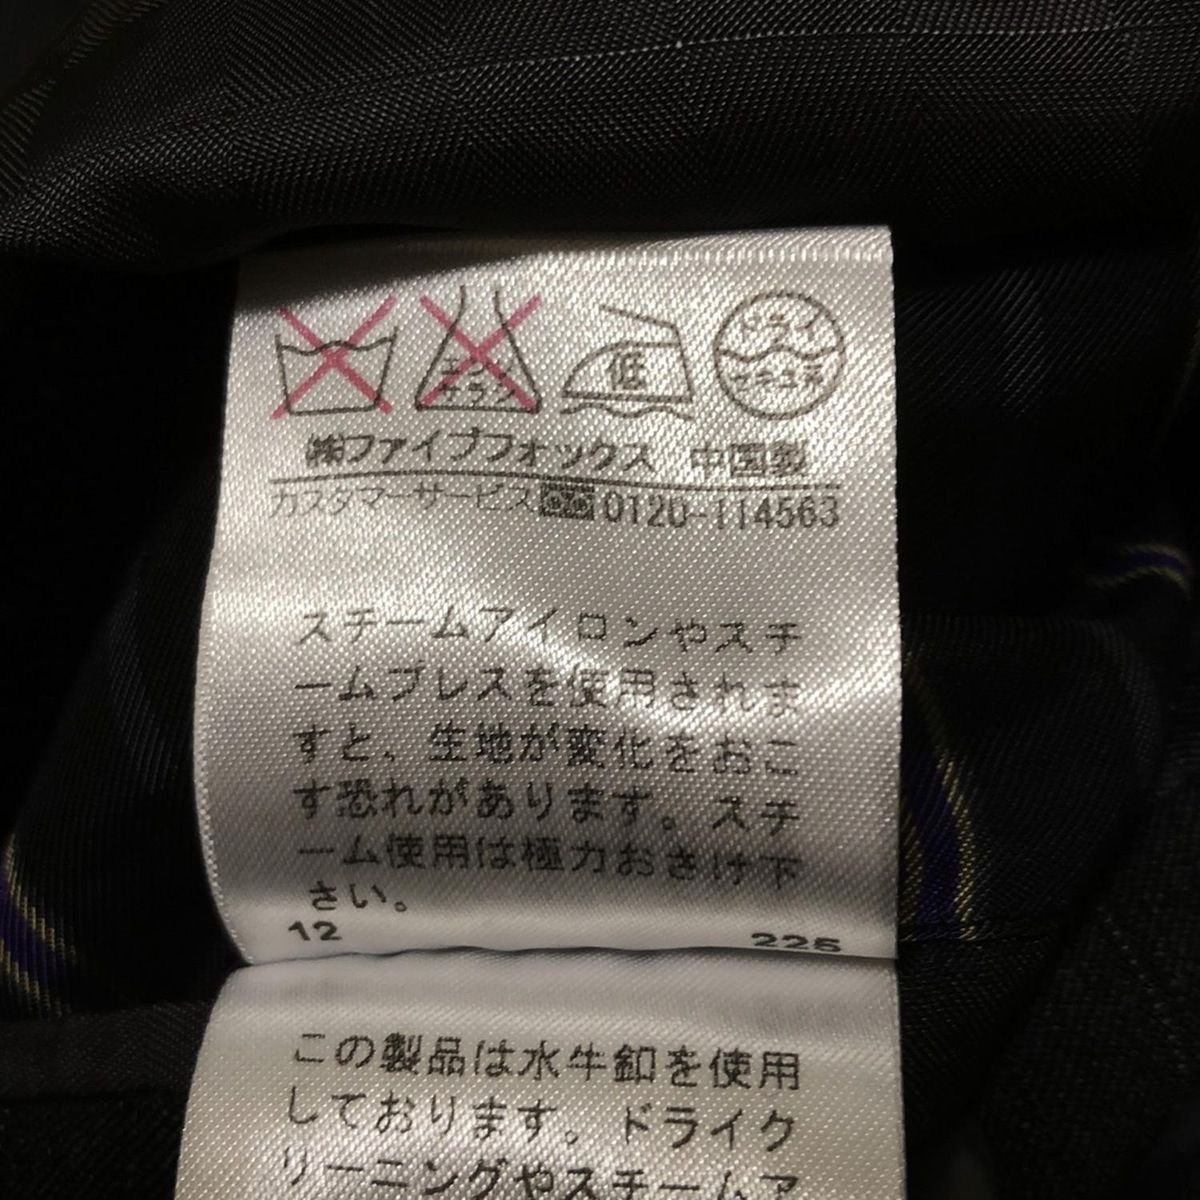 エンソ
サラシ
低
ドライ
セキユ系
㈱ファイブフォックス 中国製
カスタマーサービス 0120-114563
スチームアイロンやスチ
ームプレスを使用されま
すと、生地が変化をおこ
す恐れがあります。スチ
ーム使用は極力おさけ下
さい。
12 225
この製品は水牛釦を使用
しております。ドライク
リーニングやスチームア